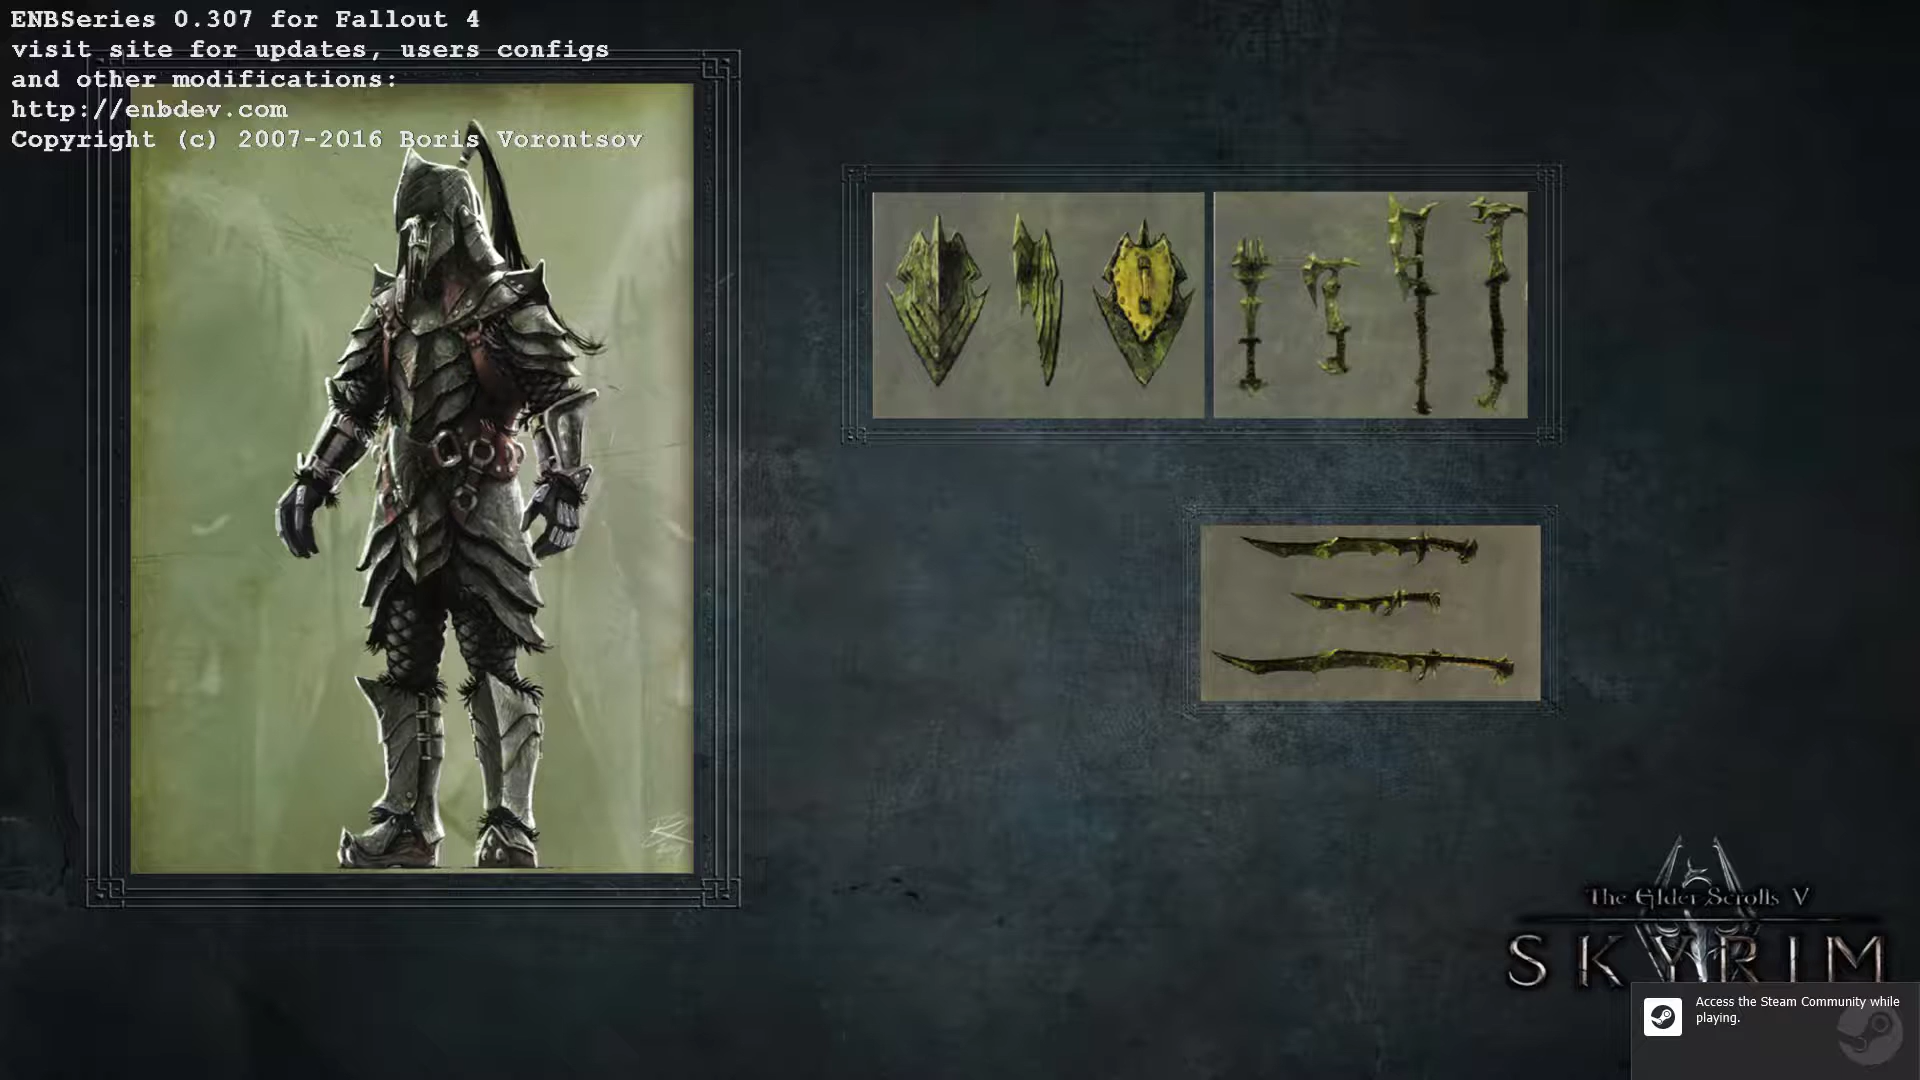 ENBSeries 0.307 for Fallout 4
visit site for updates, users configs
and other modifications:
http://enbdev.com
Copyright (c) 2007-2016 Boris Vorontsov
The Elder Scrolls V
SKYRIM
Access the Steam Community while
playing.